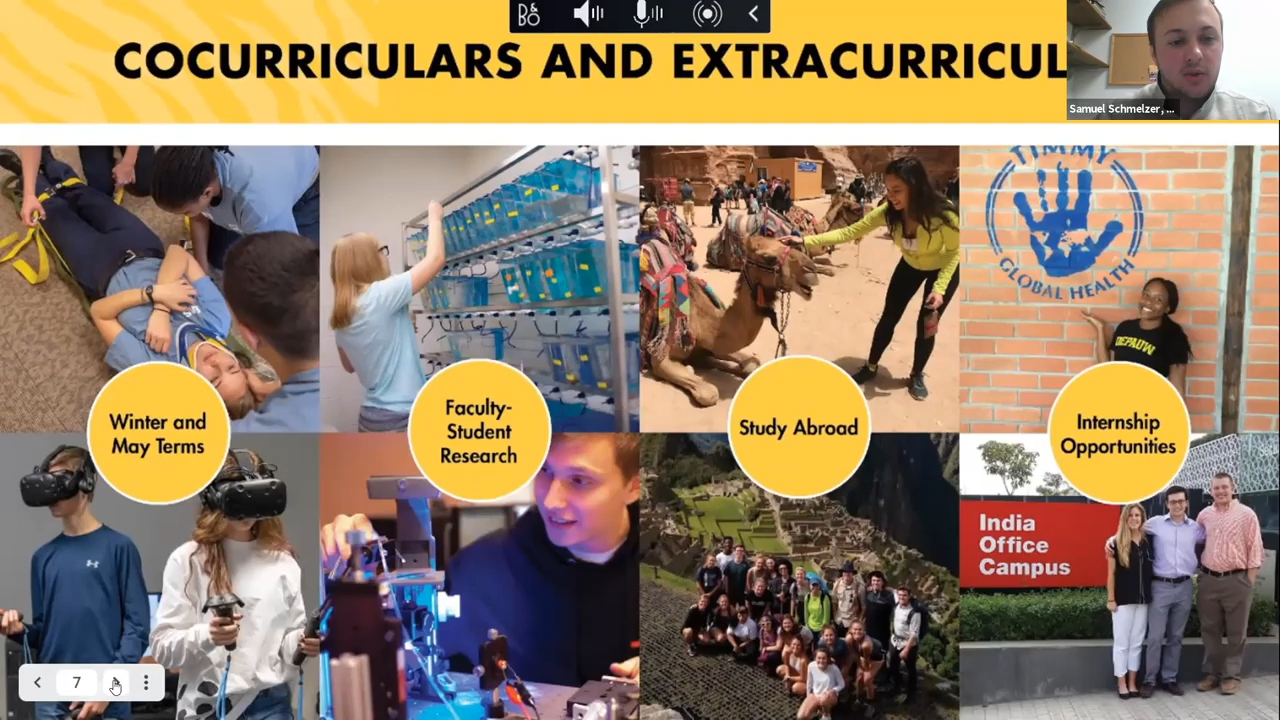 B&O
COCURRICULARS AND EXTRACURRICUL
Samuel Schmelzer, ...
TIMMY
GLOBAL HEALTH
DEPAUW
Winter and
May Terms
Faculty-
Student
Research
Study Abroad
Internship
Opportunities
India
Office
Campus
7